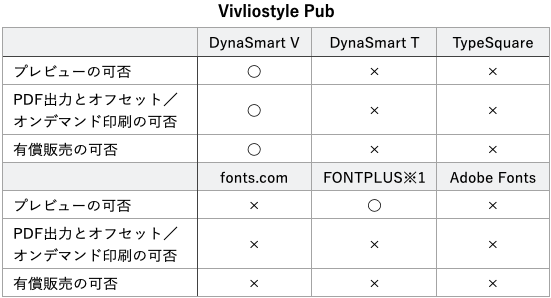 Vivliostyle Pub
DynaSmart V DynaSmart T TypeSquare
プレビューの可否 ○ × ×
PDF出力とオフセット／
オンデマンド印刷の可否 ○ × ×
有償販売の可否 ○ × ×
fonts.com FONTPLUS※1 Adobe Fonts
プレビューの可否 × ○ ×
PDF出力とオフセット／
オンデマンド印刷の可否 × × ×
有償販売の可否 × × ×